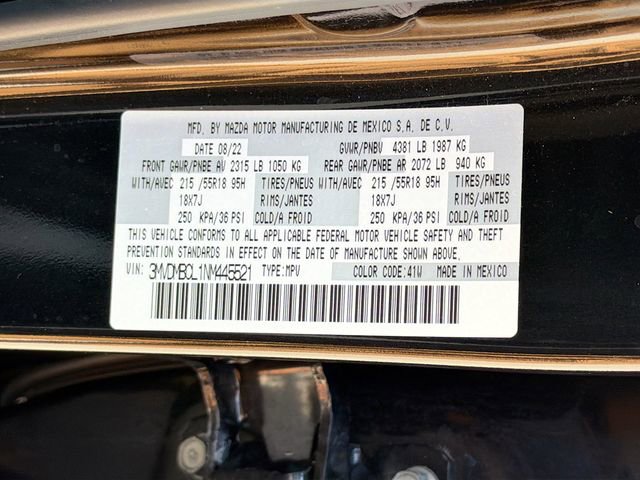 MFD. BY MAZDA MOTOR MANUFACTURING DE MEXICO S.A. DE C.V.
DATE 08/22 GVWR/PNBV 4381 LB 1987 KG
FRONT GAWR/PNBE AV 2315 LB 1050 KG REAR GAWR/PNBE AR 2072 LB 940 KG
WITH/AVEC 215 /55R18 95H TIRES/PNEUS WITH/AVEC 215 /55R18 95H TIRES/PNEUS
18X7J RIMS/JANTES 18X7J RIMS/JANTES
250 KPA/36 PSI COLD/A FROID 250 KPA/36 PSI COLD/A FROID
THIS VEHICLE CONFORMS TO ALL APPLICABLE FEDERAL MOTOR VEHICLE SAFETY AND THEFT
PREVENTION STANDARDS IN EFFECT ON THE DATE OF MANUFACTURE SHOWN ABOVE.
VIN: 3MVDMBCL1NM445521 TYPE:MPV COLOR CODE:41W MADE IN MEXICO